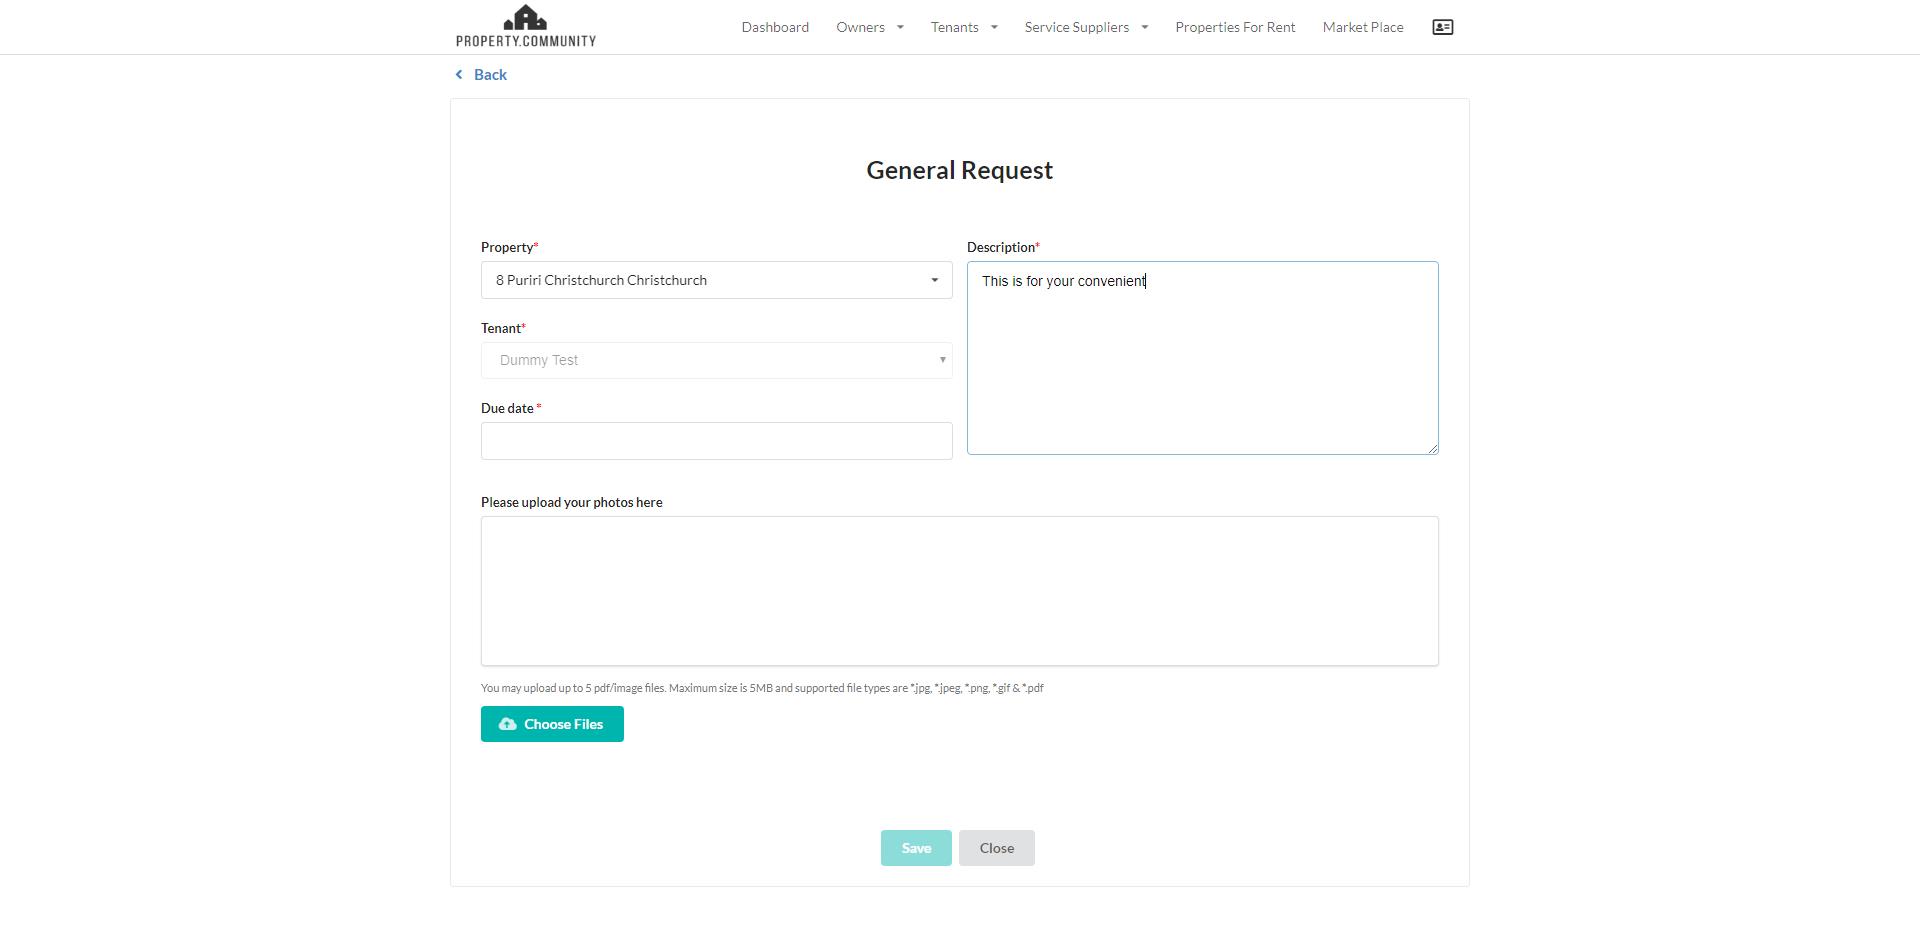 PROPERTY.COMMUNITY
Dashboard Owners Tenants Service Suppliers Properties For Rent Market Place
Back
General Request
Property*
8 Puriri Christchurch Christchurch
Tenant*
Dummy Test
Due date *
Description*
This is for your convenient
Please upload your photos here
You may upload up to 5 pdf/image files. Maximum size is 5MB and supported file types are *.jpg, *.jpeg, *.png, *.gif & *.pdf
Choose Files
Save Close